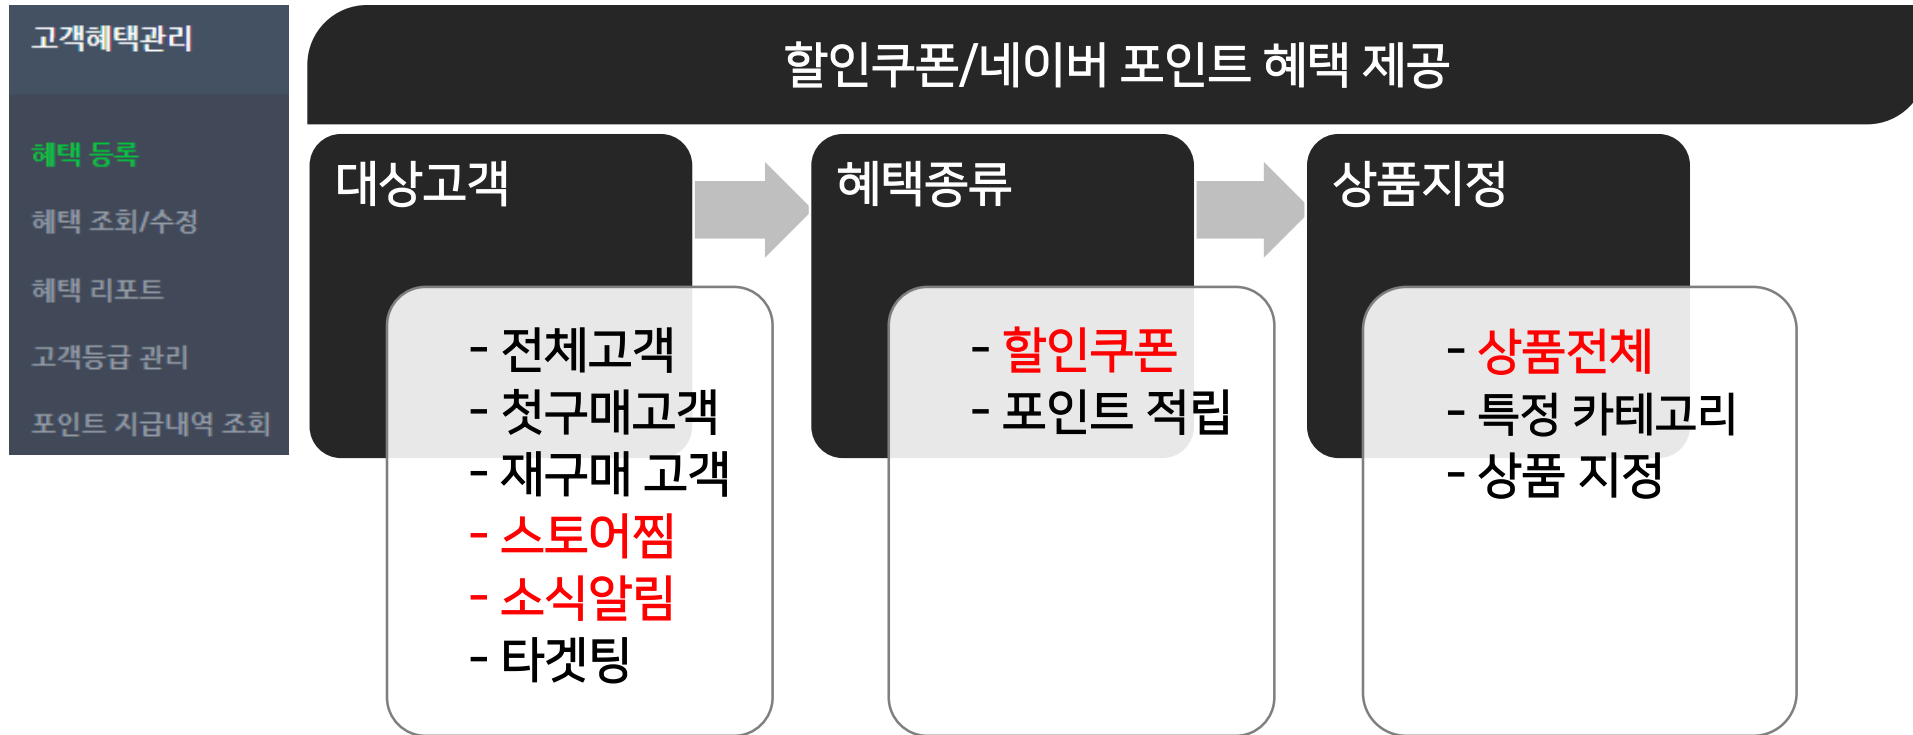 고객혜택관리
혜택 등록
혜택 조회/수정
혜택 리포트
고객등급 관리
포인트 지급내역 조회
할인쿠폰/네이버 포인트 혜택 제공
대상고객
- 전체고객
- 첫구매고객
- 재구매 고객
- 스토어찜
- 소식알림
- 타겟팅
혜택종류
- 할인쿠폰
- 포인트 적립
상품지정
- 상품전체
- 특정 카테고리
- 상품 지정